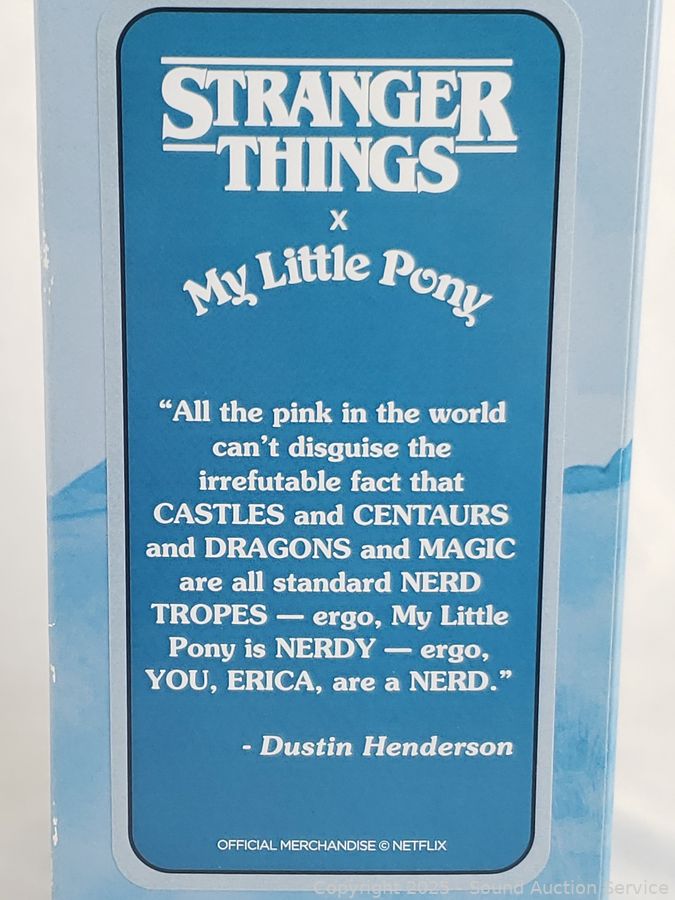 STRANGER
THINGS
x
My Little Pony
“All the pink in the world
can’t disguise the
irrefutable fact that
CASTLES and CENTAURS
and DRAGONS and MAGIC
are all standard NERD
TROPES — ergo, My Little
Pony is NERDY — ergo,
YOU, ERICA, are a NERD.”
- Dustin Henderson
OFFICIAL MERCHANDISE © NETFLIX
Copyright 2025 - Sound Auction Service